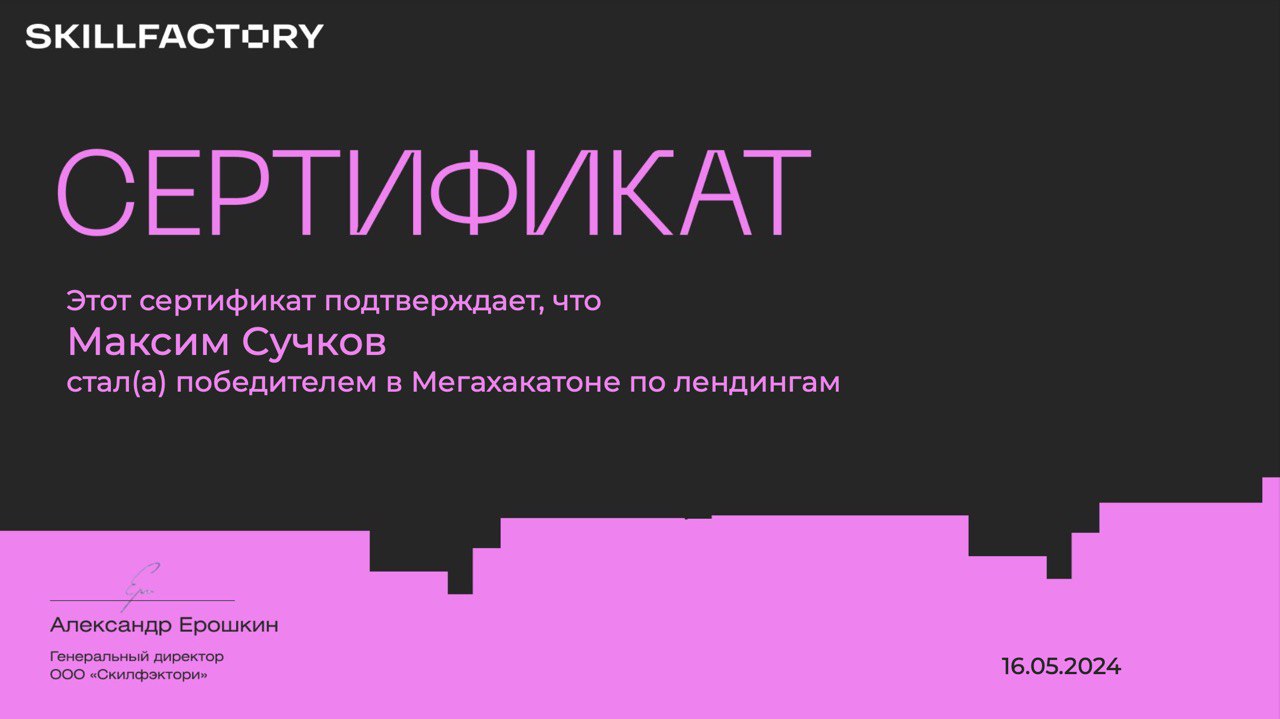 SKILLFACTORY
СЕРТИФИКАТ
Этот сертификат подтверждает, что
Максим Сучков
стал(а) победителем в Мегахакатоне по лендингам
Александр Ерошкин
Генеральный директор
ООО «Скилфэктори»
16.05.2024